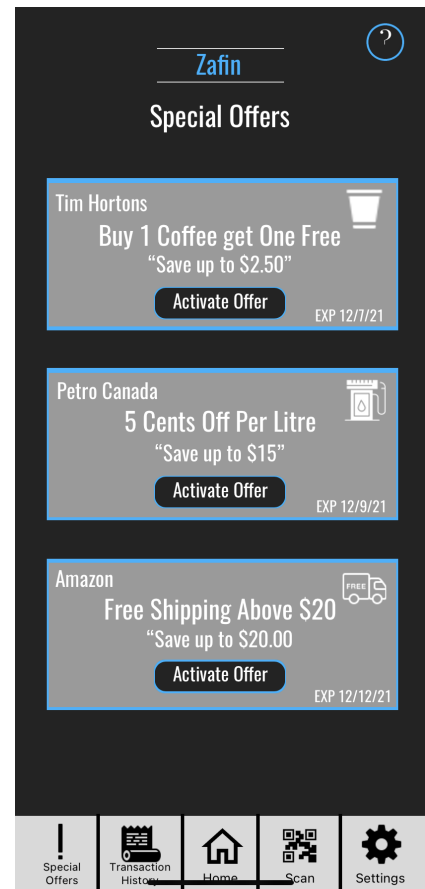 ?
Zafin
Special Offers
Tim Hortons
Buy 1 Coffee get One Free
“Save up to $2.50”
Activate Offer
EXP 12/7/21
Petro Canada
5 Cents Off Per Litre
“Save up to $15”
Activate Offer
EXP 12/9/21
Amazon
FREE
Free Shipping Above $20
“Save up to $20.00
Activate Offer
EXP 12/12/21
Special
Offers
Transaction
History
Home
Scan
Settings